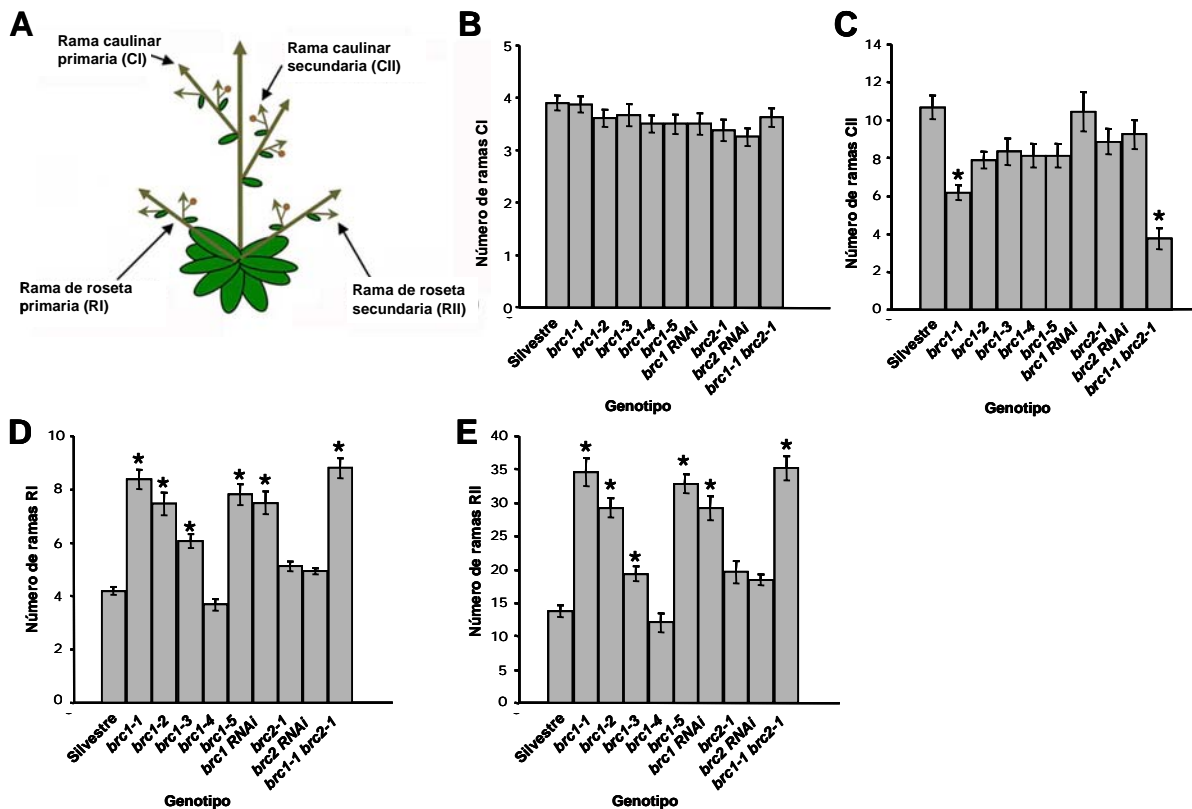 A
Rama caulinar
primaria (CI)
Rama caulinar
secundaria (CII)
Rama de roseta
primaria (RI)
Rama de roseta
secundaria (RII)
B
Número de ramas CI
5
4
3
2
1
0
Silvestre
brc1-1
brc1-2
brc1-3
brc1-4
brc1-5
brc1 RNAi
brc2-1
brc2 RNAi
brc1-1 brc2-1
Genotipo
C
Número de ramas CII
14
12
10
8
6
4
2
0
*
*
Silvestre
brc1-1
brc1-2
brc1-3
brc1-4
brc1-5
brc1 RNAi
brc2-1
brc2 RNAi
brc1-1 brc2-1
Genotipo
D
Número de ramas RI
10
8
6
4
2
0
*
*
*
*
*
*
Silvestre
brc1-1
brc1-2
brc1-3
brc1-4
brc1-5
brc1 RNAi
brc2-1
brc2 RNAi
brc1-1 brc2-1
Genotipo
E
Número de ramas RII
40
35
30
25
20
15
10
5
0
*
*
*
*
*
*
Silvestre
brc1-1
brc1-2
brc1-3
brc1-4
brc1-5
brc1 RNAi
brc2-1
brc2 RNAi
brc1-1 brc2-1
Genotipo